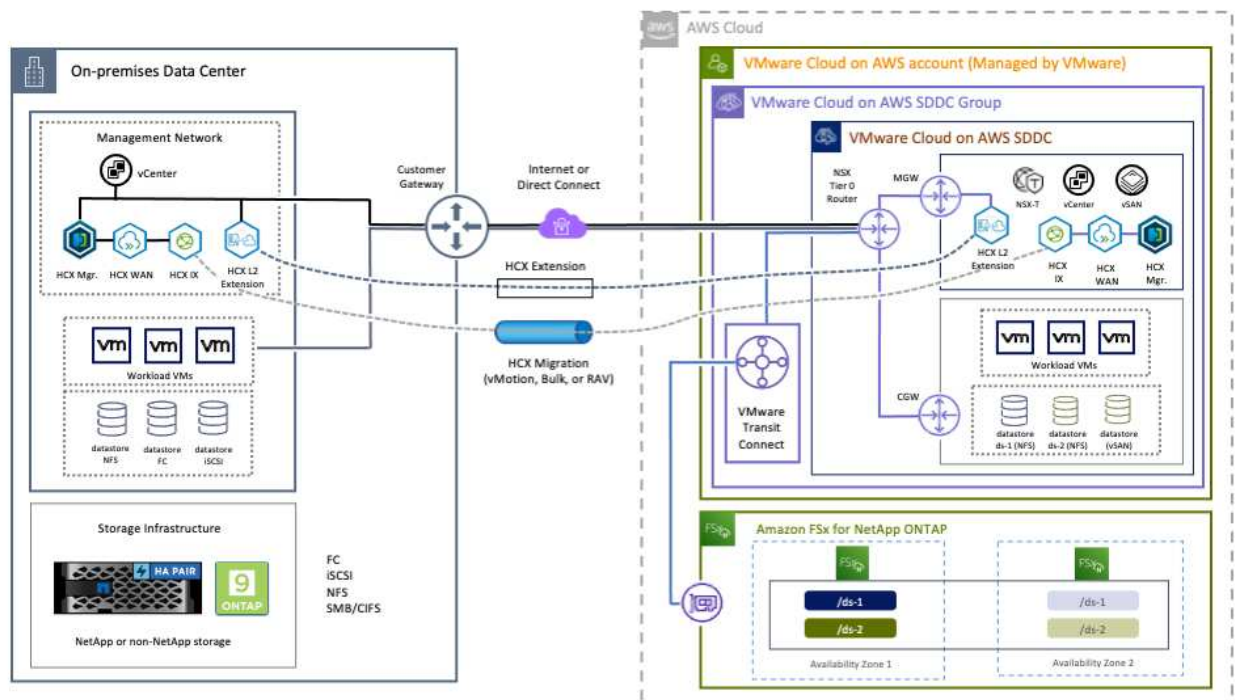 aws
AWS Cloud
On-premises Data Center
Management Network
vCenter
HCX Mgr.
HCX WAN
HCX IX
HCX L2
Extension
vm
vm
vm
Workload VMs
datastore
NFS
datastore
FC
datastore
iSCSI
Storage Infrastructure
HA PAIR
9
ONTAP
NetApp or non-NetApp storage
FC
iSCSI
NFS
SMB/CIFS
Customer
Gateway
Internet or
Direct Connect
HCX Extension
HCX Migration
(vMotion, Bulk, or RAV)
VMware Cloud on AWS account (Managed by VMware)
VMware Cloud on AWS SDDC Group
VMware Cloud on AWS SDDC
NSX
Tier 0
Router
MGW
NSX-T
vCenter
vSAN
HCX L2
Extension
HCX
IX
HCX
WAN
HCX
Mgr.
vm
vm
vm
Workload VMs
CGW
datastore
ds-1 (NFS)
datastore
ds-2 (NFS)
datastore
(vSAN)
VMware
Transit
Connect
FSx
Amazon FSx for NetApp ONTAP
FSx
FSx
/ds-1
/ds-2
/ds-1
/ds-2
Availability Zone 1
Availability Zone 2